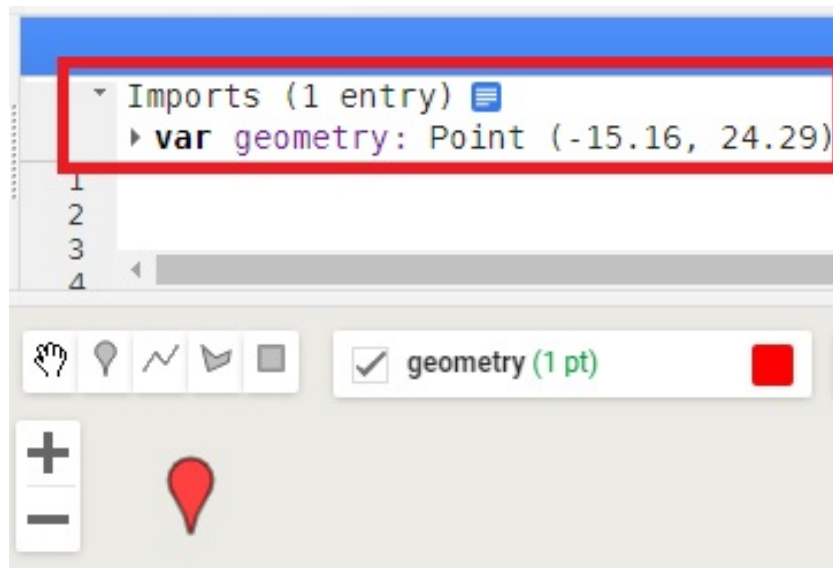 Imports (1 entry)
var geometry: Point (-15.16, 24.29)
1
2
3
4
geometry (1 pt)